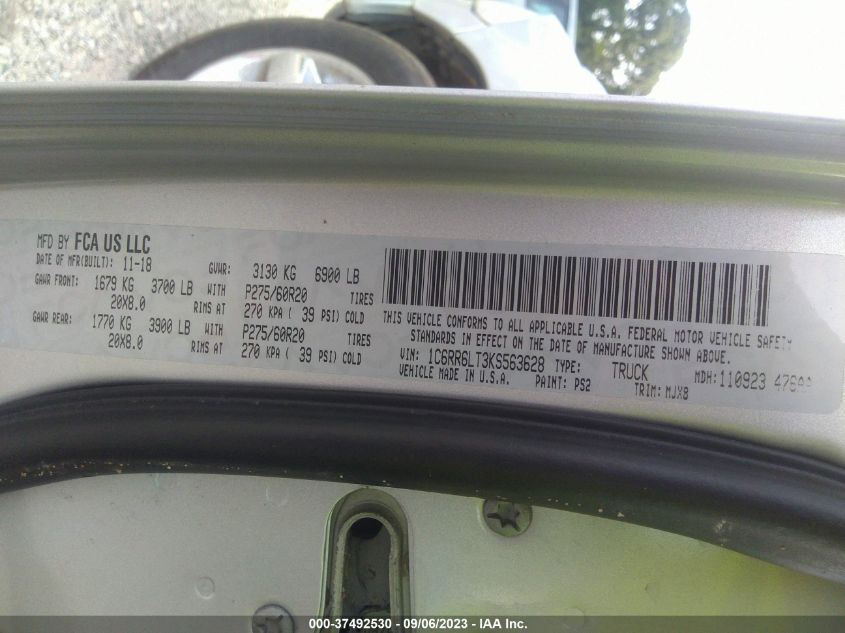 MFD BY FCA US LLC
DATE OF MFR(BUILT): 11-18 GVWR: 3130 KG 6900 LB
GAWR FRONT: 1679 KG 3700 LB WITH P275/60R20 TIRES
20X8.0 RIMS AT 270 KPA ( 39 PSI) COLD
GAWR REAR: 1770 KG 3900 LB WITH P275/60R20 TIRES
20X8.0 RIMS AT 270 KPA ( 39 PSI) COLD
THIS VEHICLE CONFORMS TO ALL APPLICABLE U.S.A. FEDERAL MOTOR VEHICLE SAFETY
STANDARDS IN EFFECT ON THE DATE OF MANUFACTURE SHOWN ABOVE.
VIN: 1C6RR6LT3KS563628 TYPE: TRUCK MDH: 110923
VEHICLE MADE IN U.S.A. PAINT: PS2 TRIM: MJX8
000-37492530 - 09/06/2023 - IAA Inc.